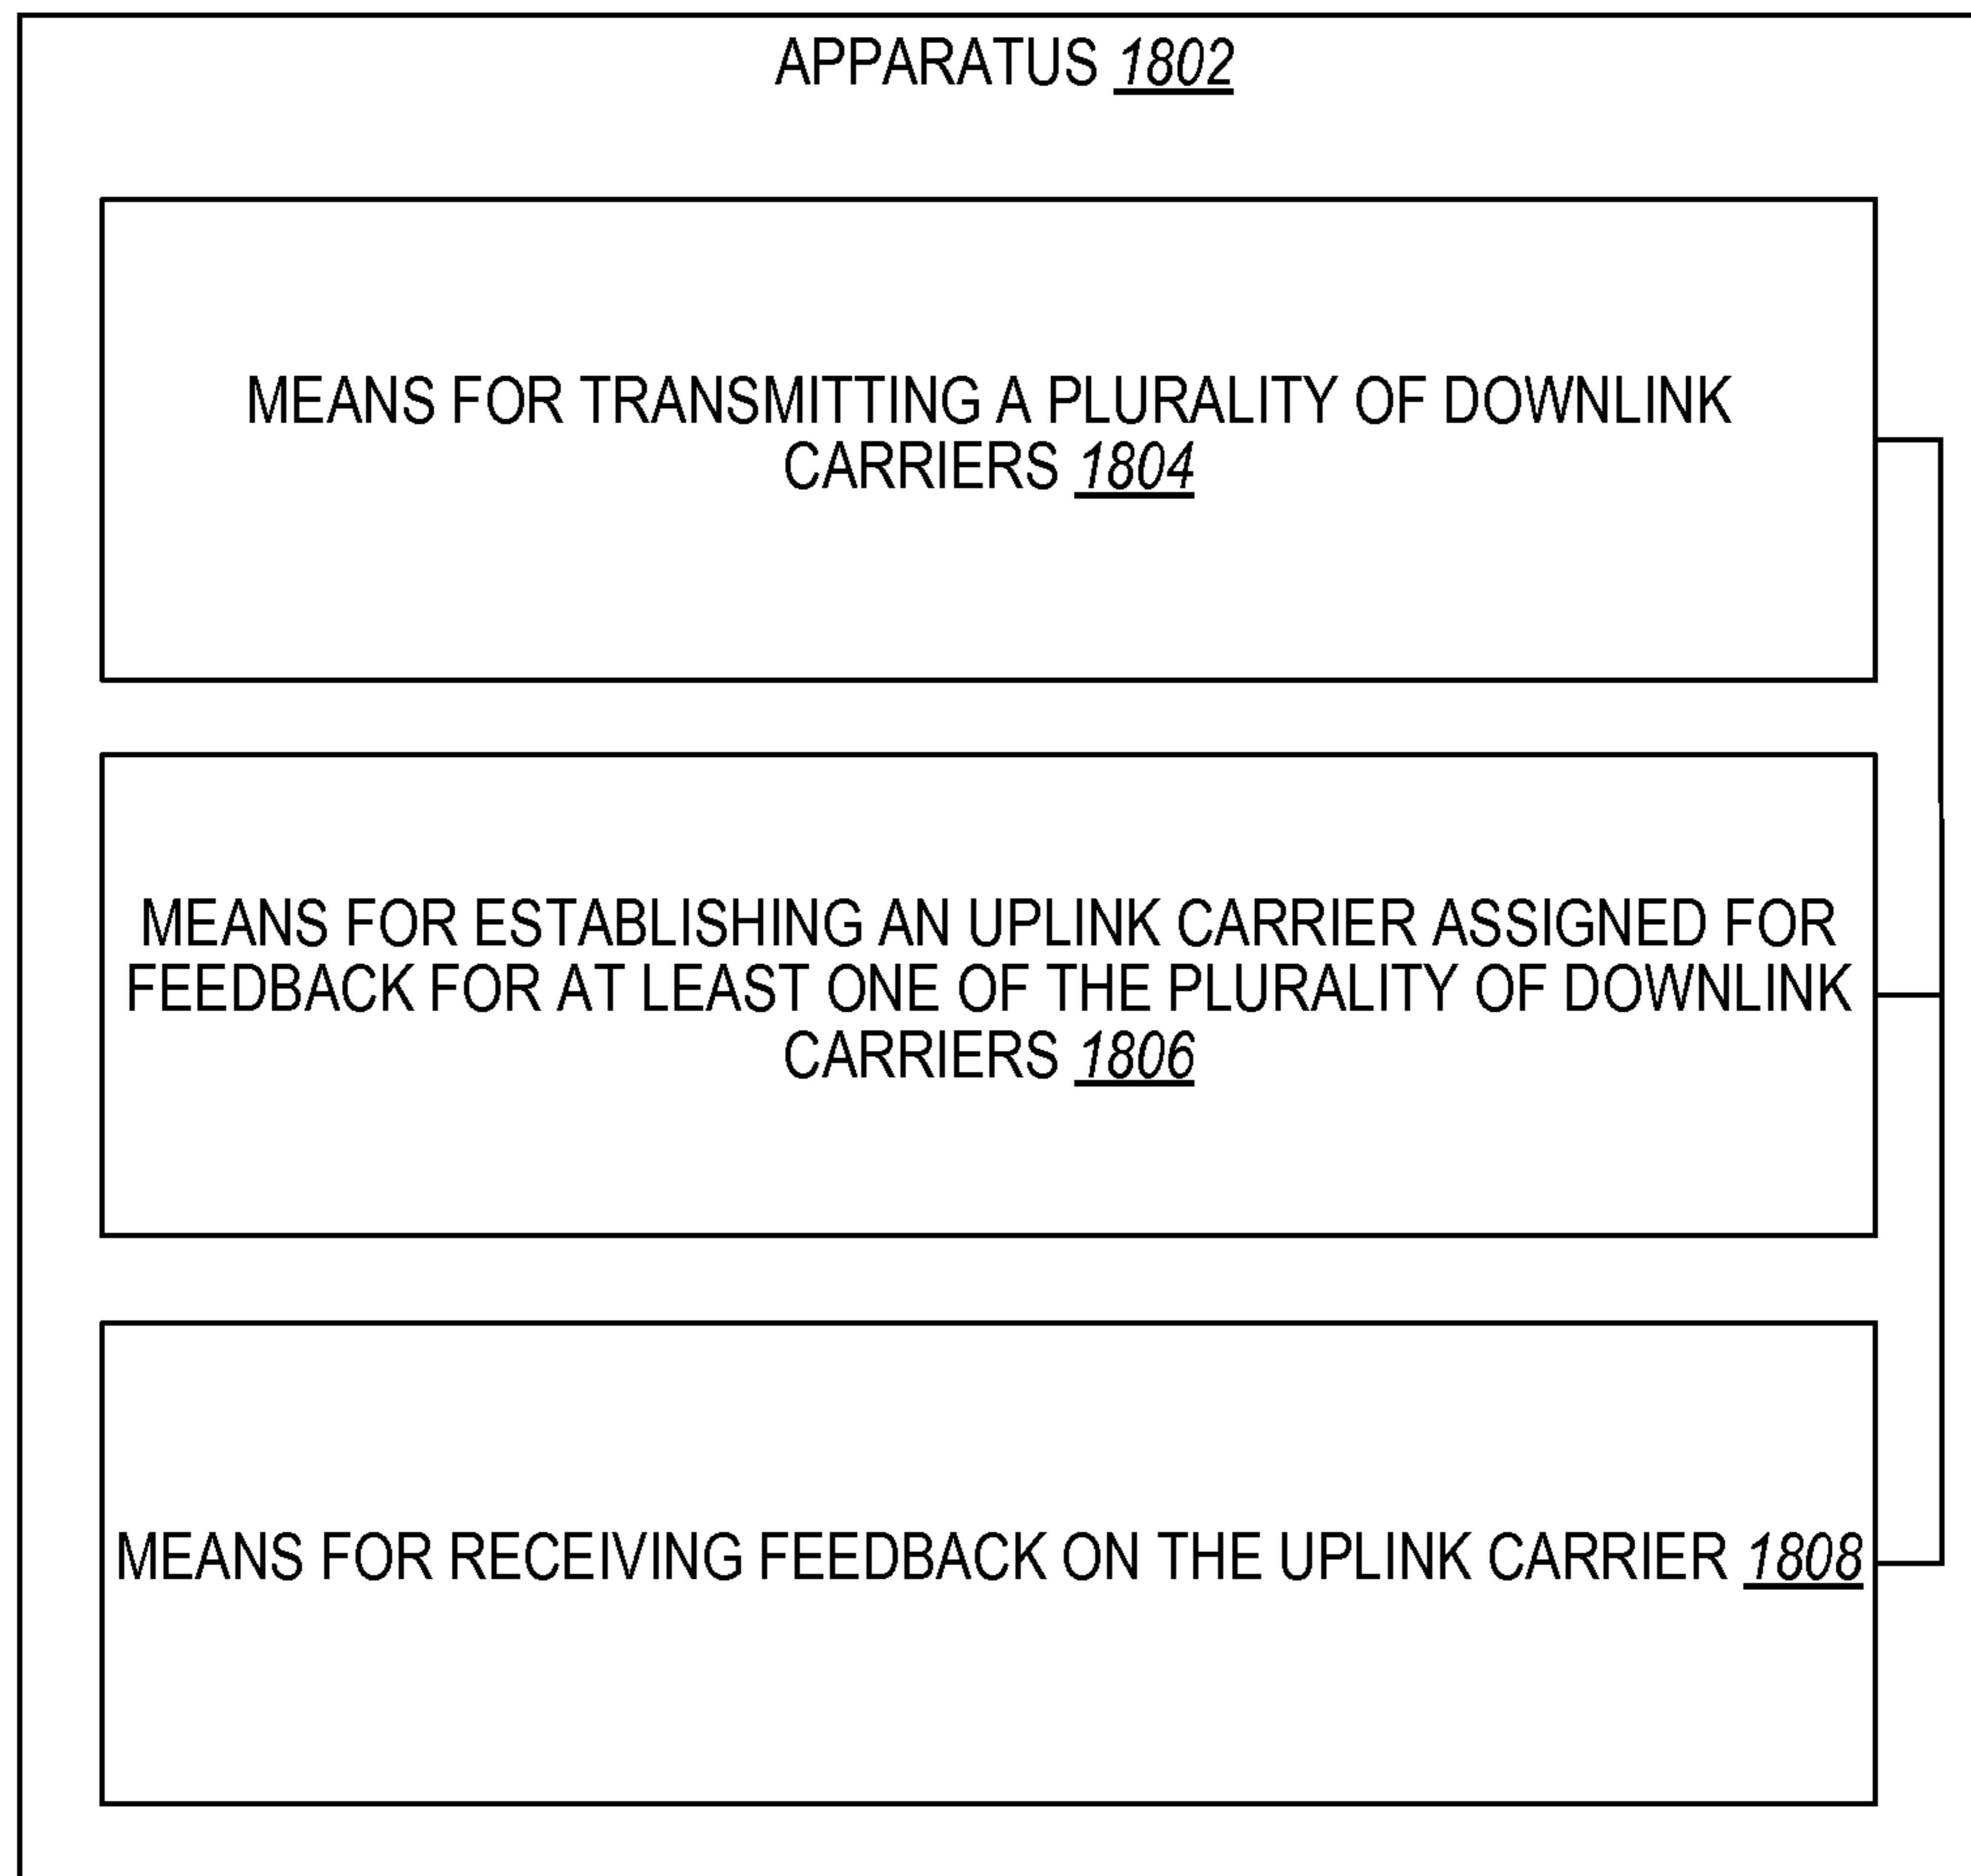 APPARATUS 1802
MEANS FOR TRANSMITTING A PLURALITY OF DOWNLINK
CARRIERS 1804
MEANS FOR ESTABLISHING AN UPLINK CARRIER ASSIGNED FOR
FEEDBACK FOR AT LEAST ONE OF THE PLURALITY OF DOWNLINK
CARRIERS 1806
MEANS FOR RECEIVING FEEDBACK ON THE UPLINK CARRIER 1808